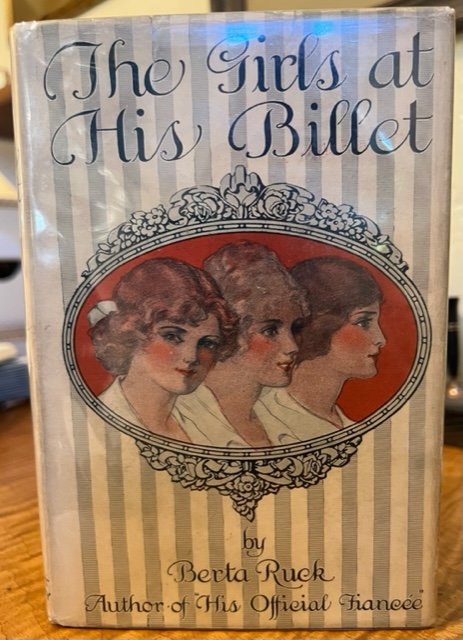 The Girls at
His Billet
by
Berta Ruck
Author of "His Official Fiancée"